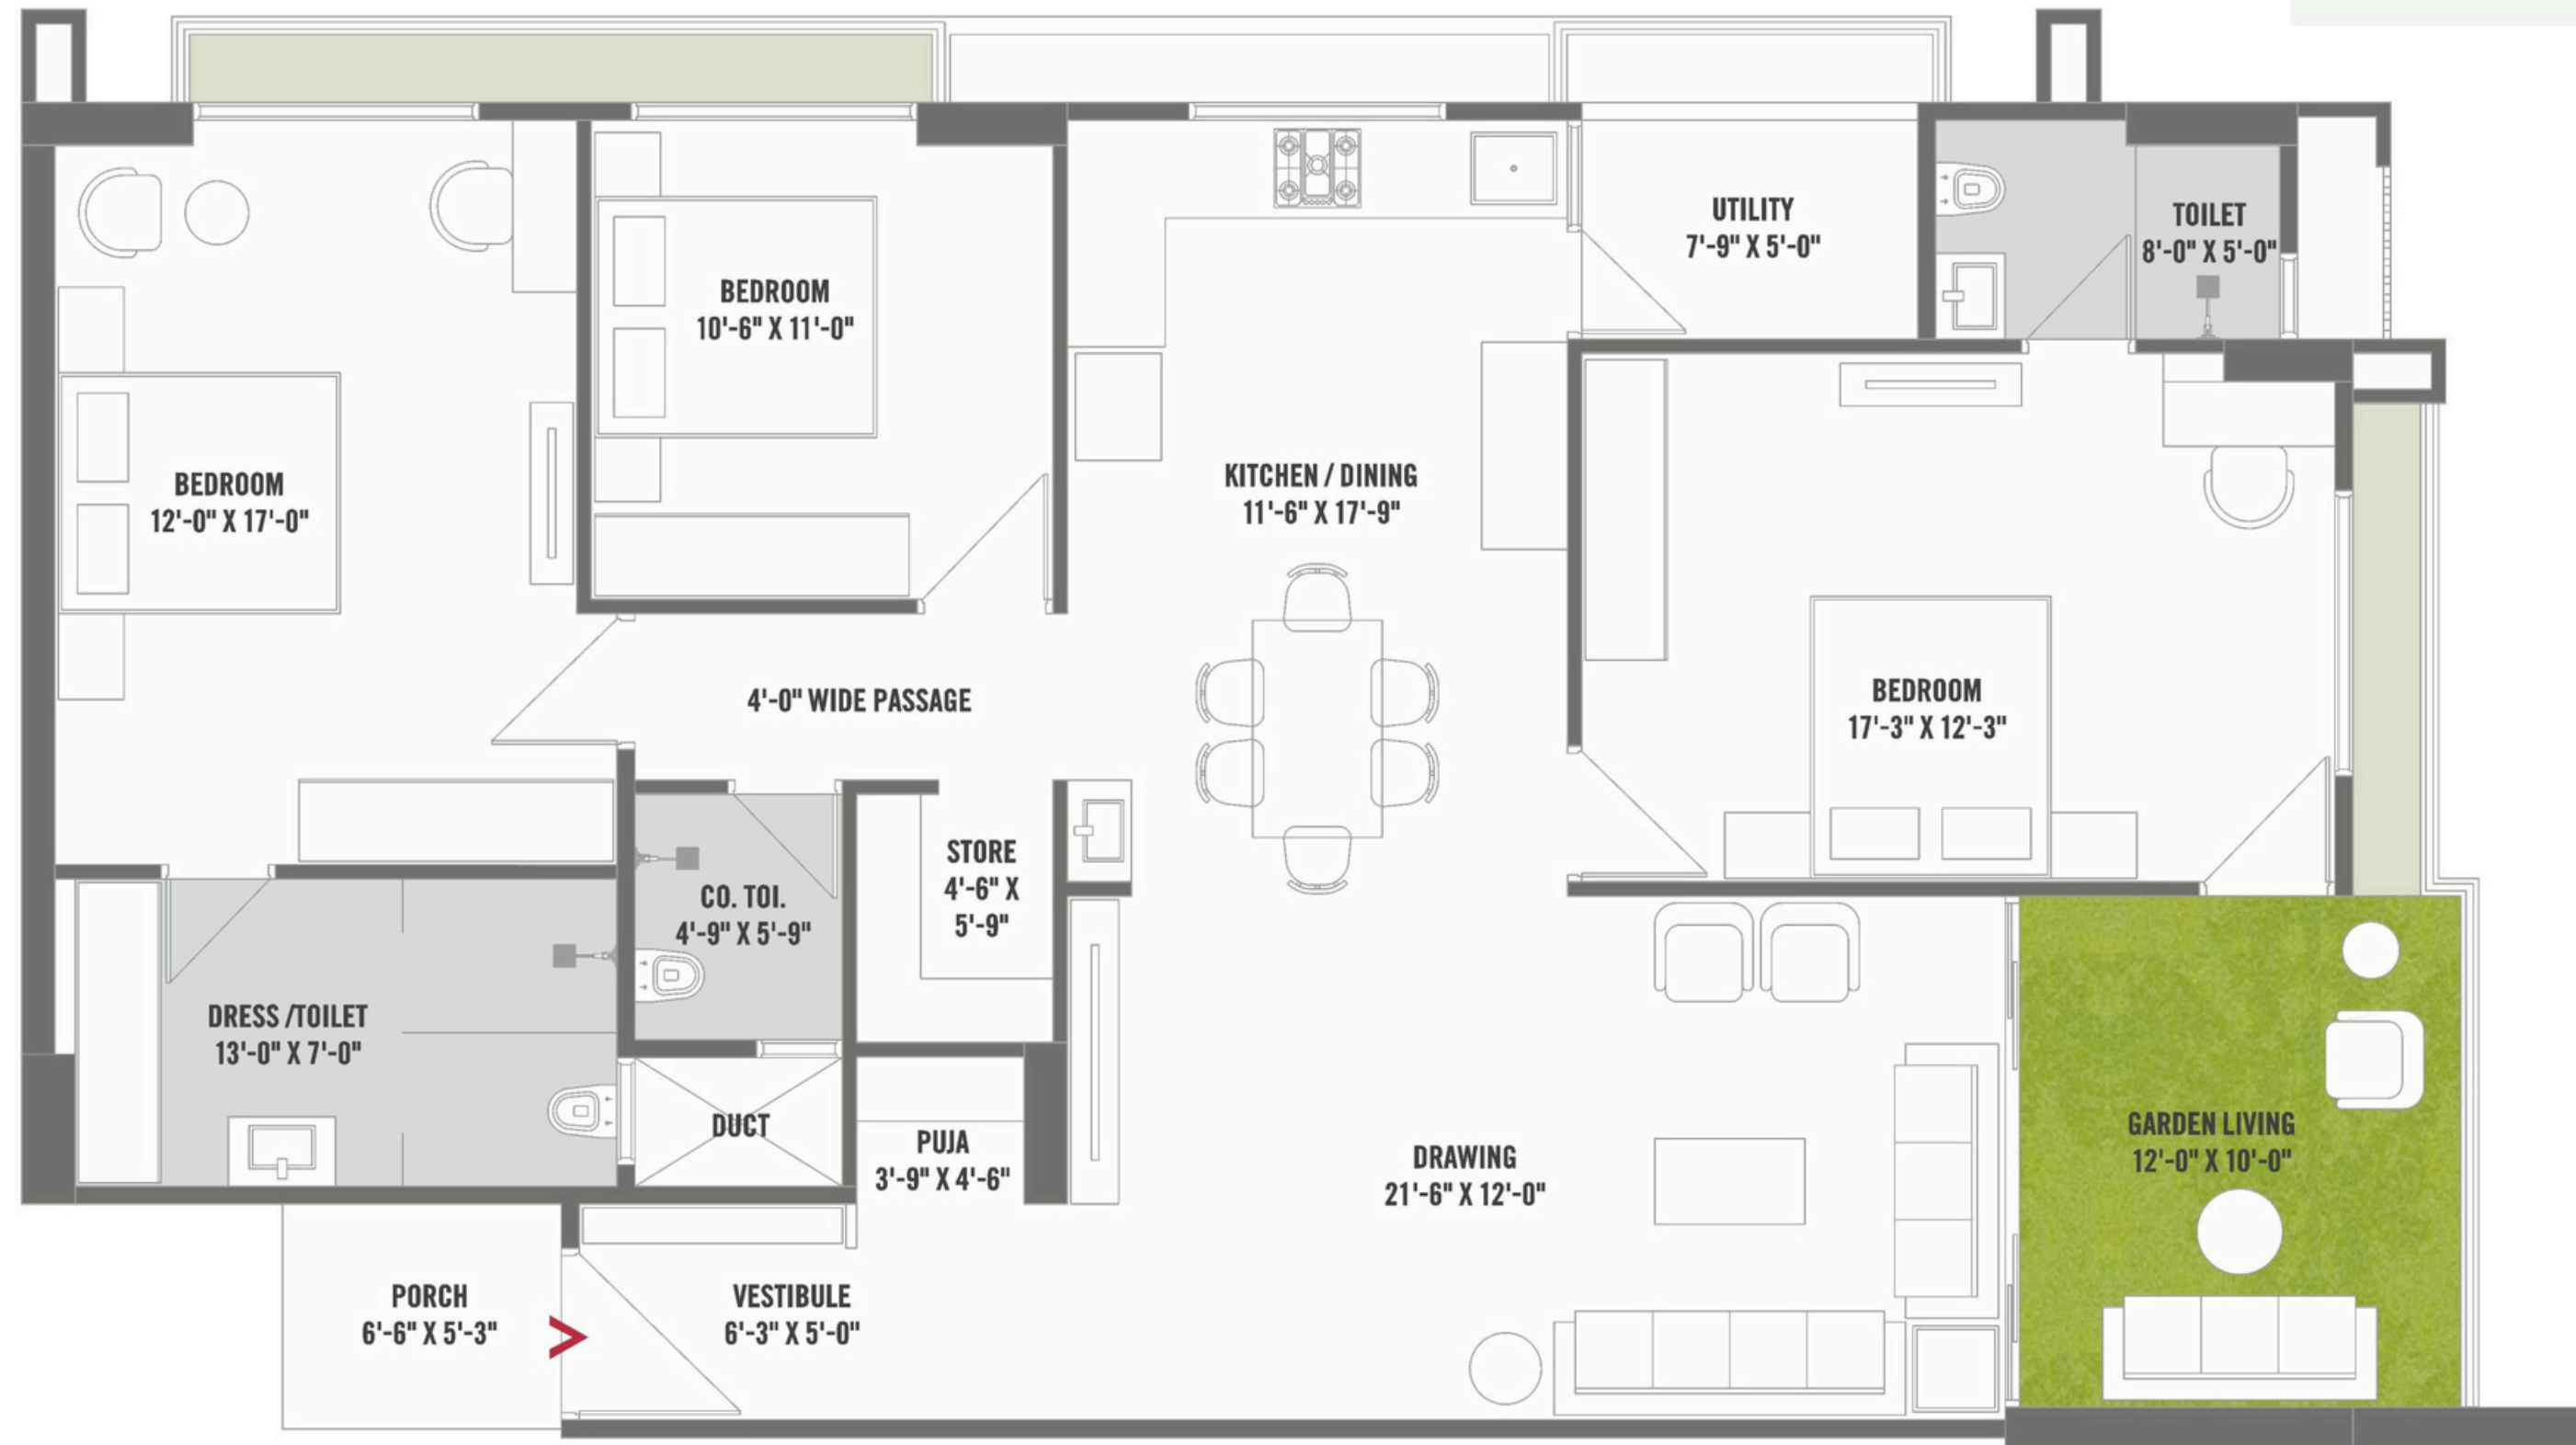 UTILITY
7'-9" X 5'-0"
TOILET
8'-0" X 5'-0"
BEDROOM
10'-6" X 11'-0"
BEDROOM
12'-0" X 17'-0"
KITCHEN / DINING
11'-6" X 17'-9"
4'-0" WIDE PASSAGE
BEDROOM
17'-3" X 12'-3"
STORE
4'-6" X
5'-9"
CO. TOI.
4'-9" X 5'-9"
DRESS /TOILET
13'-0" X 7'-0"
DUCT
PUJA
3'-9" X 4'-6"
DRAWING
21'-6" X 12'-0"
GARDEN LIVING
12'-0" X 10'-0"
PORCH
6'-6" X 5'-3"
VESTIBULE
6'-3" X 5'-0"